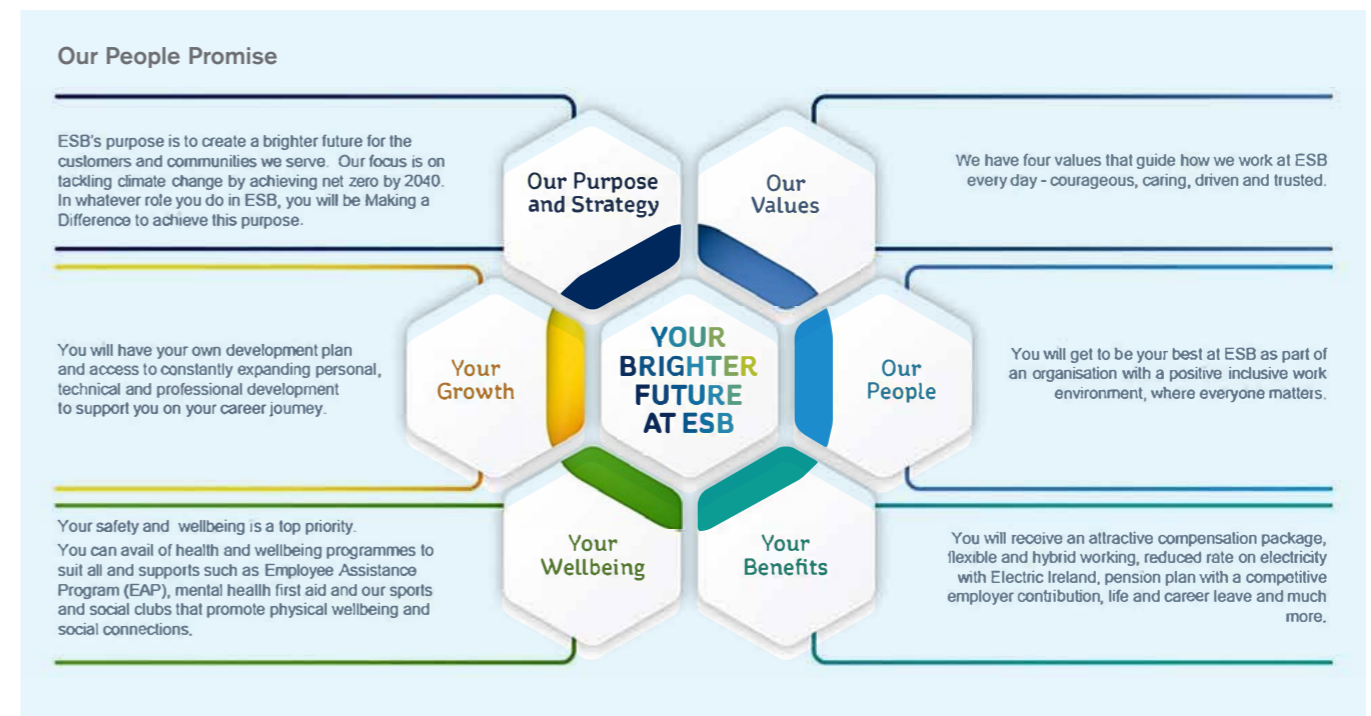 Our People Promise
ESB's purpose is to create a brighter future for the
customers and communities we serve. Our focus is on
tackling climate change by achieving net zero by 2040.
In whatever role you do in ESB, you will be Making a
Difference to achieve this purpose.
Our Purpose
and Strategy
Our
Values
We have four values that guide how we work at ESB
every day - courageous, caring, driven and trusted.
You will have your own development plan
and access to constantly expanding personal,
technical and professional development
to support you on your career journey.
Your
Growth
YOUR
BRIGHTER
FUTURE
AT ESB
Our
People
You will get to be your best at ESB as part of
an organisation with a positive inclusive work
environment, where everyone matters.
Your safety and wellbeing is a top priority.
You can avail of health and wellbeing programmes to
suit all and supports such as Employee Assistance
Program (EAP), mental health first aid and our sports
and social clubs that promote physical wellbeing and
social connections.
Your
Wellbeing
Your
Benefits
You will receive an attractive compensation package,
flexible and hybrid working, reduced rate on electricity
with Electric Ireland, pension plan with a competitive
employer contribution, life and career leave and much
more.